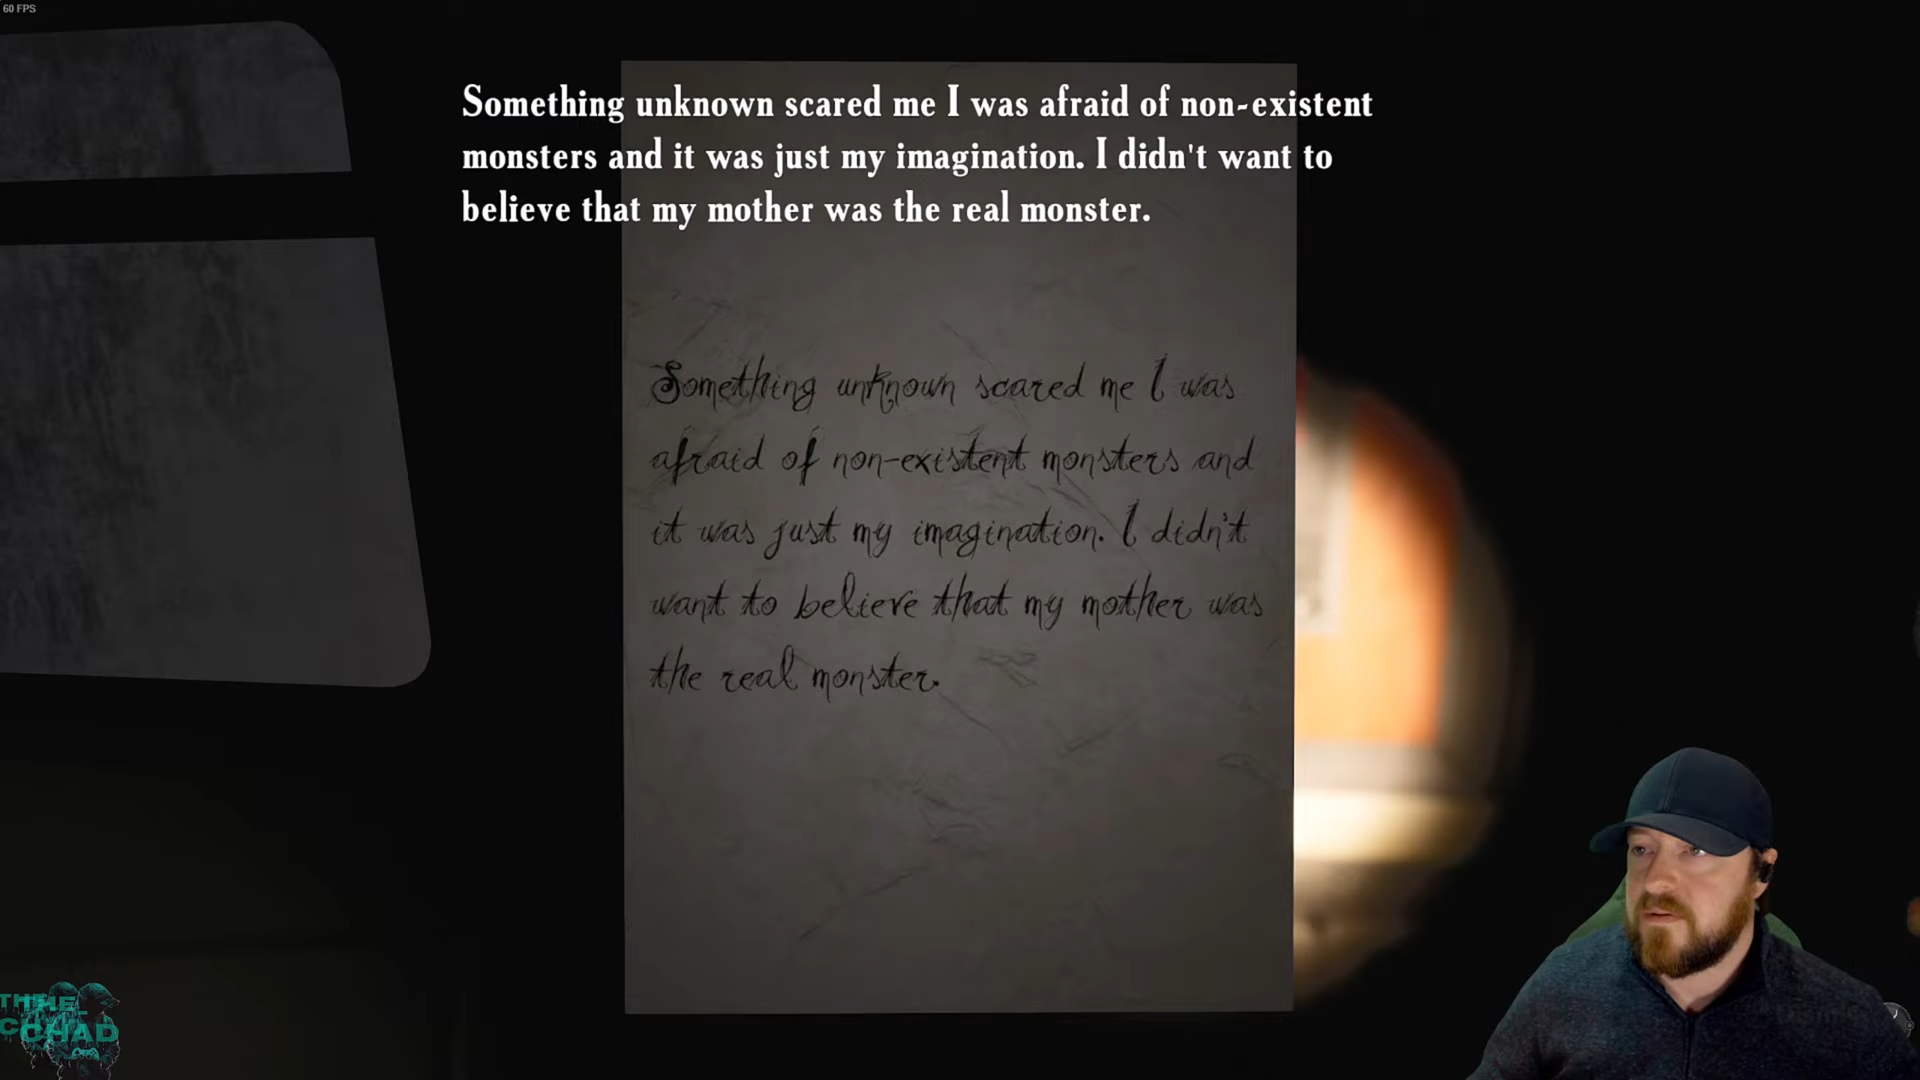 60 FPS
Something unknown scared me I was afraid of non-existent
monsters and it was just my imagination. I didn't want to
believe that my mother was the real monster.
Something unknown scared me I was
afraid of non-existent monsters and
it was just my imagination. I didn't
want to believe that my mother was
the real monster.
THE
CHAD